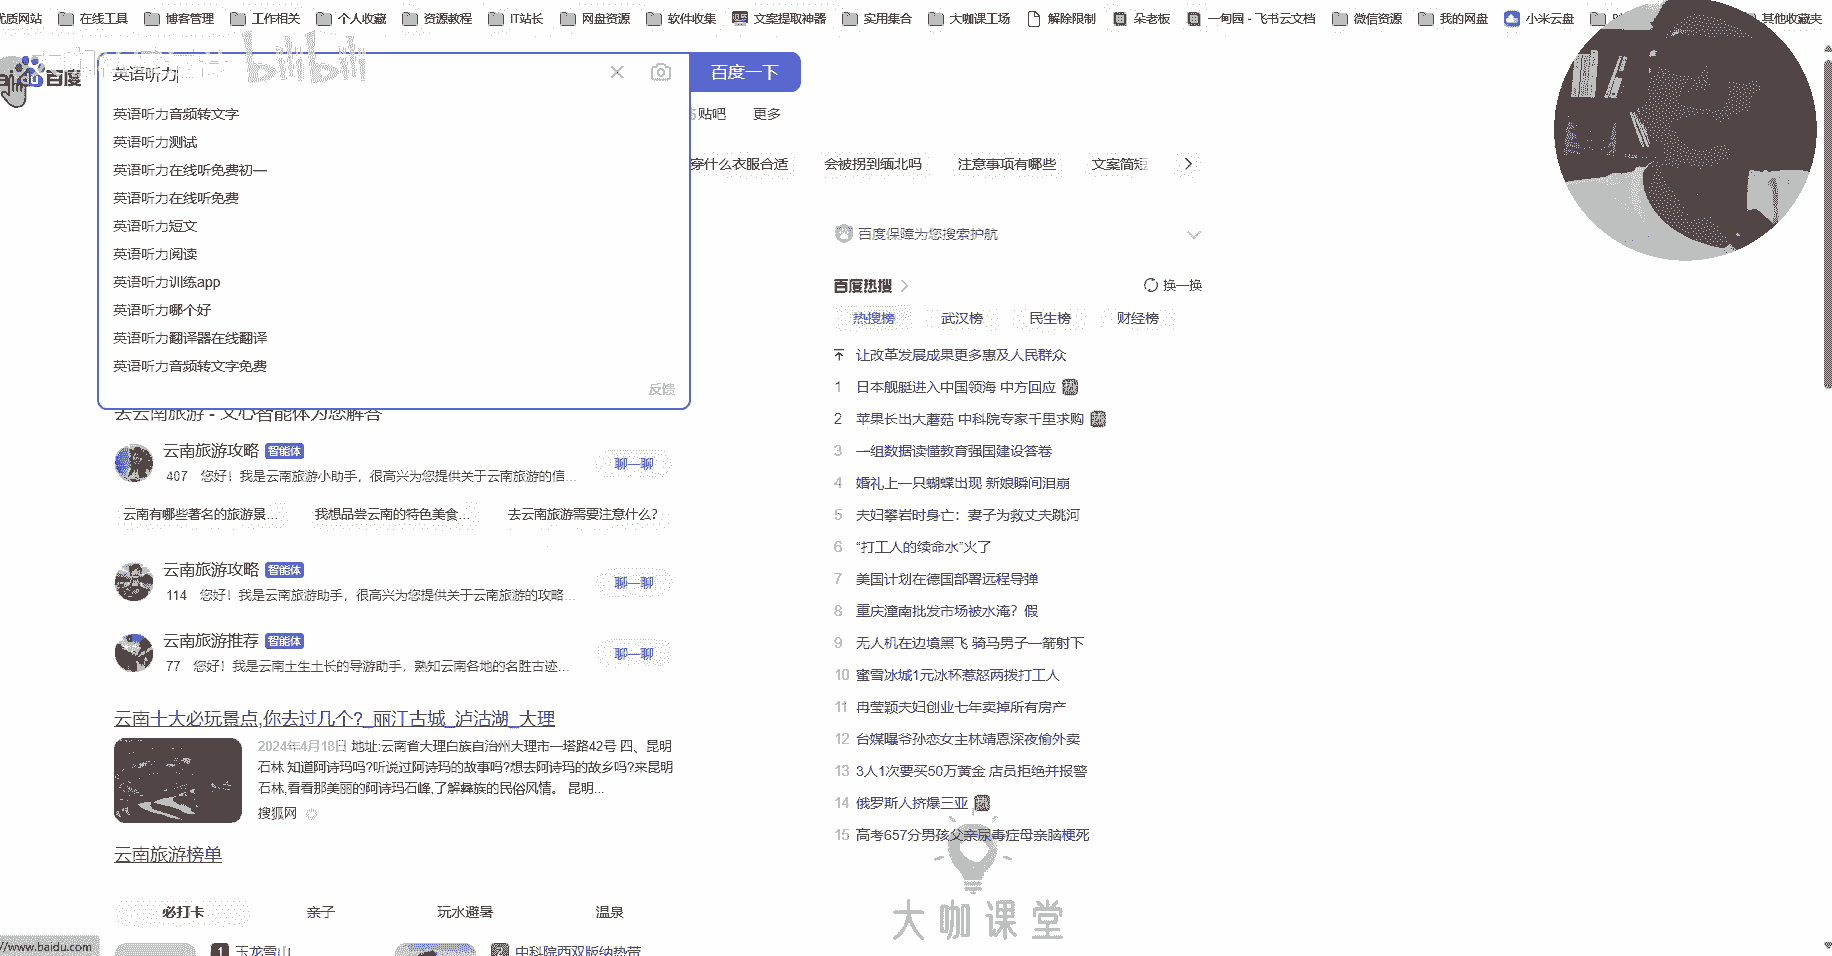 优质网站 在线工具 博客管理 工作相关 个人收藏 资源教程 IT站长 网盘资源 软件收集 文案提取神器 实用集合 大咖课工场 解除限制 朵老板 一甸园 - 飞书云文档 微信资源 我的网盘 小米云盘 其他收藏夹
bilibili
Bai du 百度 英语听力 百度一下
英语听力音频转文字
贴吧 更多
英语听力测试
英语听力在线听免费初一
穿什么衣服合适 会被拐到缅北吗 注意事项有哪些 文案简短
英语听力在线听免费
英语听力短文
英语听力阅读
英语听力训练app
英语听力哪个好
英语听力翻译器在线翻译
英语听力音频转文字免费
反馈
去云南旅游 - 文心智能体为您解答
云南旅游攻略 智能体
407 您好！我是云南旅游小助手，很高兴为您提供关于云南旅游的信...
聊一聊
云南有哪些著名的旅游景... 我想品尝云南的特色美食... 去云南旅游需要注意什么?
云南旅游攻略 智能体
114 您好！我是云南旅游助手，很高兴为您提供关于云南旅游的攻略...
聊一聊
云南旅游推荐 智能体
77 您好！我是云南土生土长的导游助手，熟知云南各地的名胜古迹...
聊一聊
云南十大必玩景点,你去过几个?_丽江古城_泸沽湖_大理
2024年4月18日 地址:云南省大理白族自治州大理市一塔路42号 四、昆明
石林 知道阿诗玛吗?听说过阿诗玛的故事吗?想去阿诗玛的故乡吗?来昆明
石林,看看那美丽的阿诗玛石峰,了解彝族的民俗风情。 昆明...
搜狐网
云南旅游榜单
必打卡 亲子 玩水避暑 温泉
1 玉龙雪山 2 中科院西双版纳热带
//www.baidu.com
百度保障为您搜索护航
百度热搜 换一换
热搜榜 武汉榜 民生榜 财经榜
让改革发展成果更多惠及人民群众
1 日本舰艇进入中国领海 中方回应 热
2 苹果长出大蘑菇 中科院专家千里求购 热
3 一组数据读懂教育强国建设答卷
4 婚礼上一只蝴蝶出现 新娘瞬间泪崩
5 夫妇攀岩时身亡：妻子为救丈夫跳河
6 “打工人的续命水”火了
7 美国计划在德国部署远程导弹
8 重庆潼南批发市场被水淹？假
9 无人机在边境黑飞 骑马男子一箭射下
10 蜜雪冰城1元冰杯惹怒两拨打工人
11 冉莹颖夫妇创业七年卖掉所有房产
12 台媒曝爷孙恋女主林靖恩深夜偷外卖
13 3人1次要买50万黄金 店员拒绝并报警
14 俄罗斯人挤爆三亚 热
15 高考657分男孩父亲尿毒症母亲脑梗死
大咖课堂